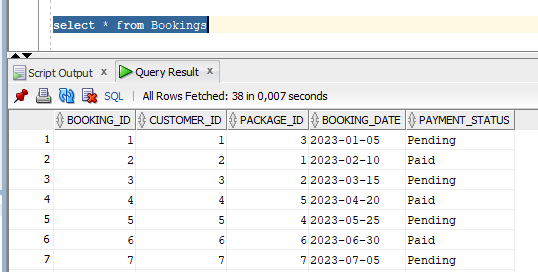 select * from Bookings
Script Output x Query Result x
SQL | All Rows Fetched: 38 in 0,007 seconds
BOOKING_ID CUSTOMER_ID PACKAGE_ID BOOKING_DATE PAYMENT_STATUS
1 1 1 3 2023-01-05 Pending
2 2 2 1 2023-02-10 Paid
3 3 3 2 2023-03-15 Pending
4 4 4 5 2023-04-20 Paid
5 5 5 4 2023-05-25 Pending
6 6 6 6 2023-06-30 Paid
7 7 7 7 2023-07-05 Pending